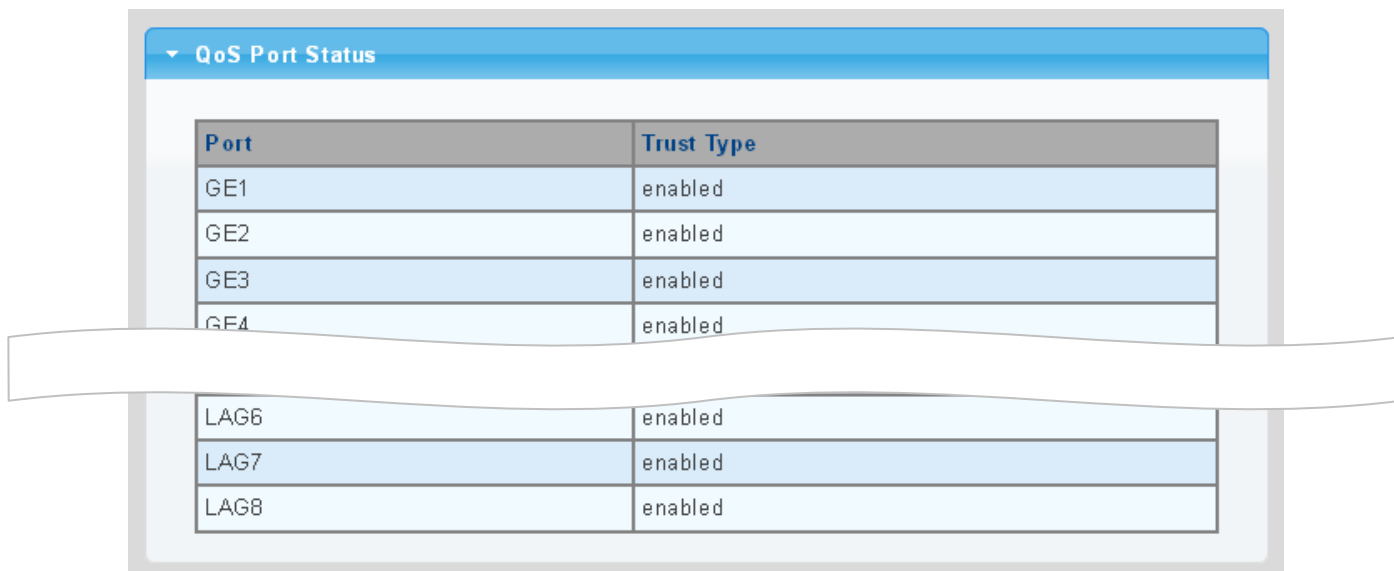 QoS Port Status
Port Trust Type
GE1 enabled
GE2 enabled
GE3 enabled
GE4 enabled
LAG6 enabled
LAG7 enabled
LAG8 enabled